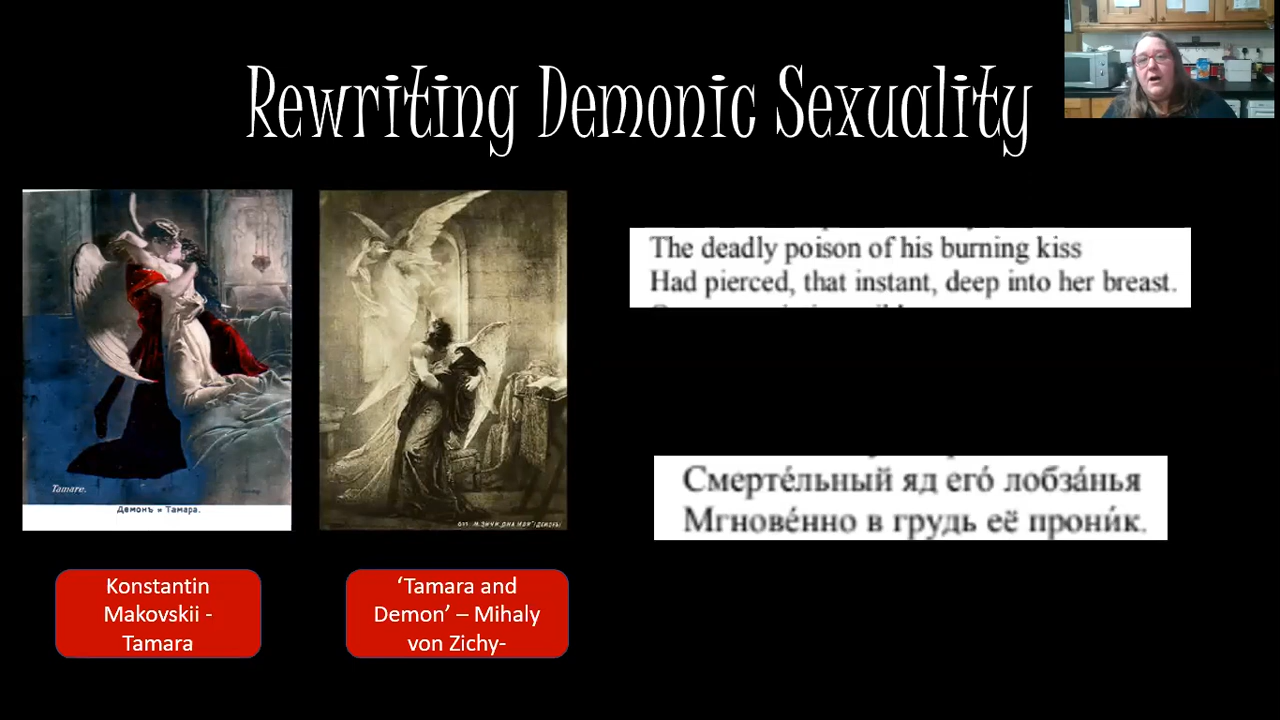 Rewriting Demonic Sexuality
The deadly poison of his burning kiss
Had pierced, that instant, deep into her breast.
Смерте́льный яд его́ лобза́нья
Мгнове́нно в грудь её прони́к.
Tamare.
Демонъ и Тамара.
Konstantin
Makovskii -
Tamara
‘Tamara and
Demon’ – Mihaly
von Zichy-